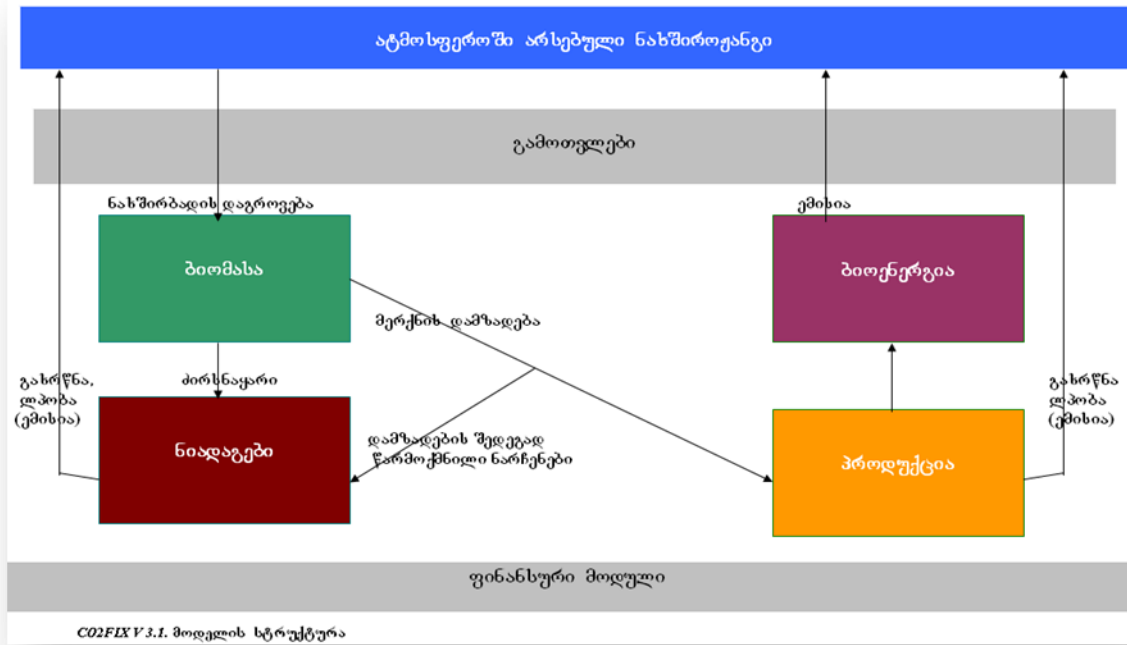 ატმოსფეროში არსებული ნახშიროჟანგი
გამოთვლები
ნახშირბადის დაგროვება
ემისია
ბიომასა
ბიოენერგია
მერქნის დამზადება
გახრწნა,
ლპობა
(ემისია)
ძირსნაყარი
გახრწნა
ლპობა
(ემისია)
ნიადაგები
დამზადების შედეგად
წარმოქმნილი ნარჩენები
პროდუქცია
ფინანსური მოდული
CO2FIX V 3.1. მოდელის სტრუქტურა